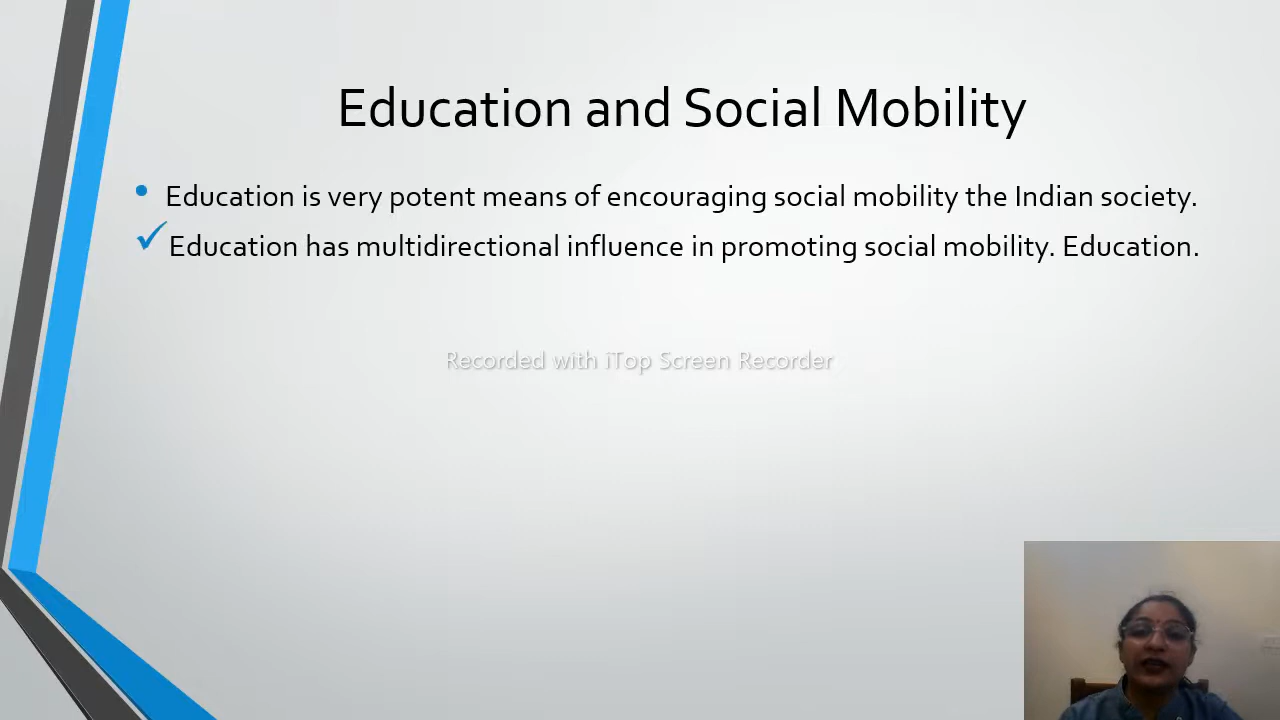 Education and Social Mobility
Education is very potent means of encouraging social mobility the Indian society.
Education has multidirectional influence in promoting social mobility. Education.
Recorded with iTop Screen Recorder